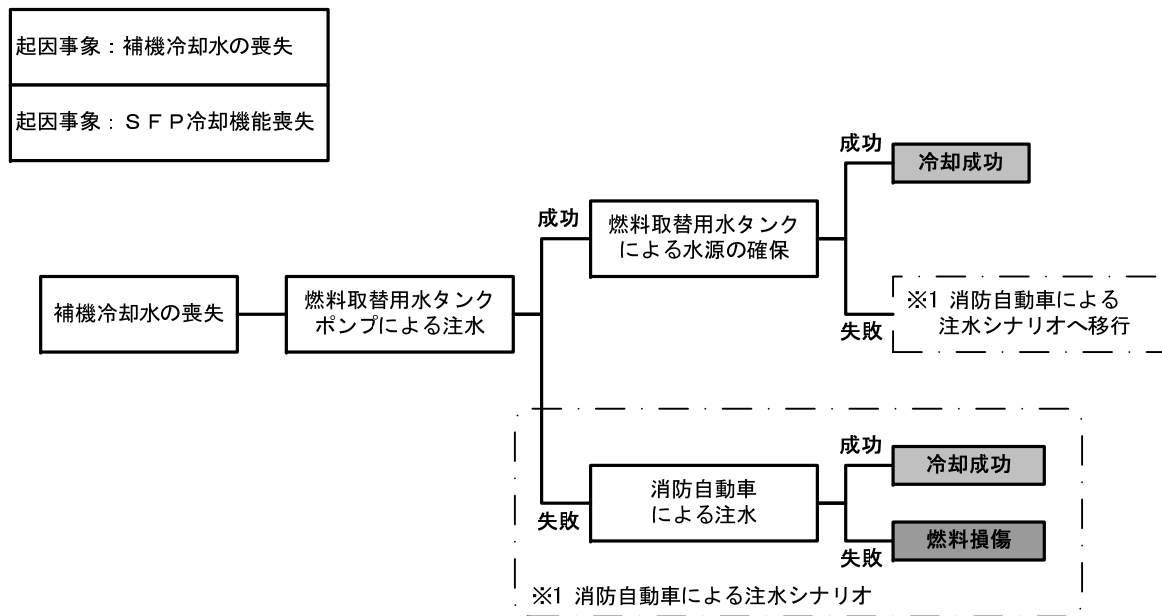 起因事象：補機冷却水の喪失
起因事象：ＳＦＰ冷却機能喪失
補機冷却水の喪失
燃料取替用水タンク
ポンプによる注水
成功
燃料取替用水タンク
による水源の確保
成功
冷却成功
失敗
※1 消防自動車による
注水シナリオへ移行
失敗
消防自動車
による注水
成功
冷却成功
失敗
燃料損傷
※1 消防自動車による注水シナリオ